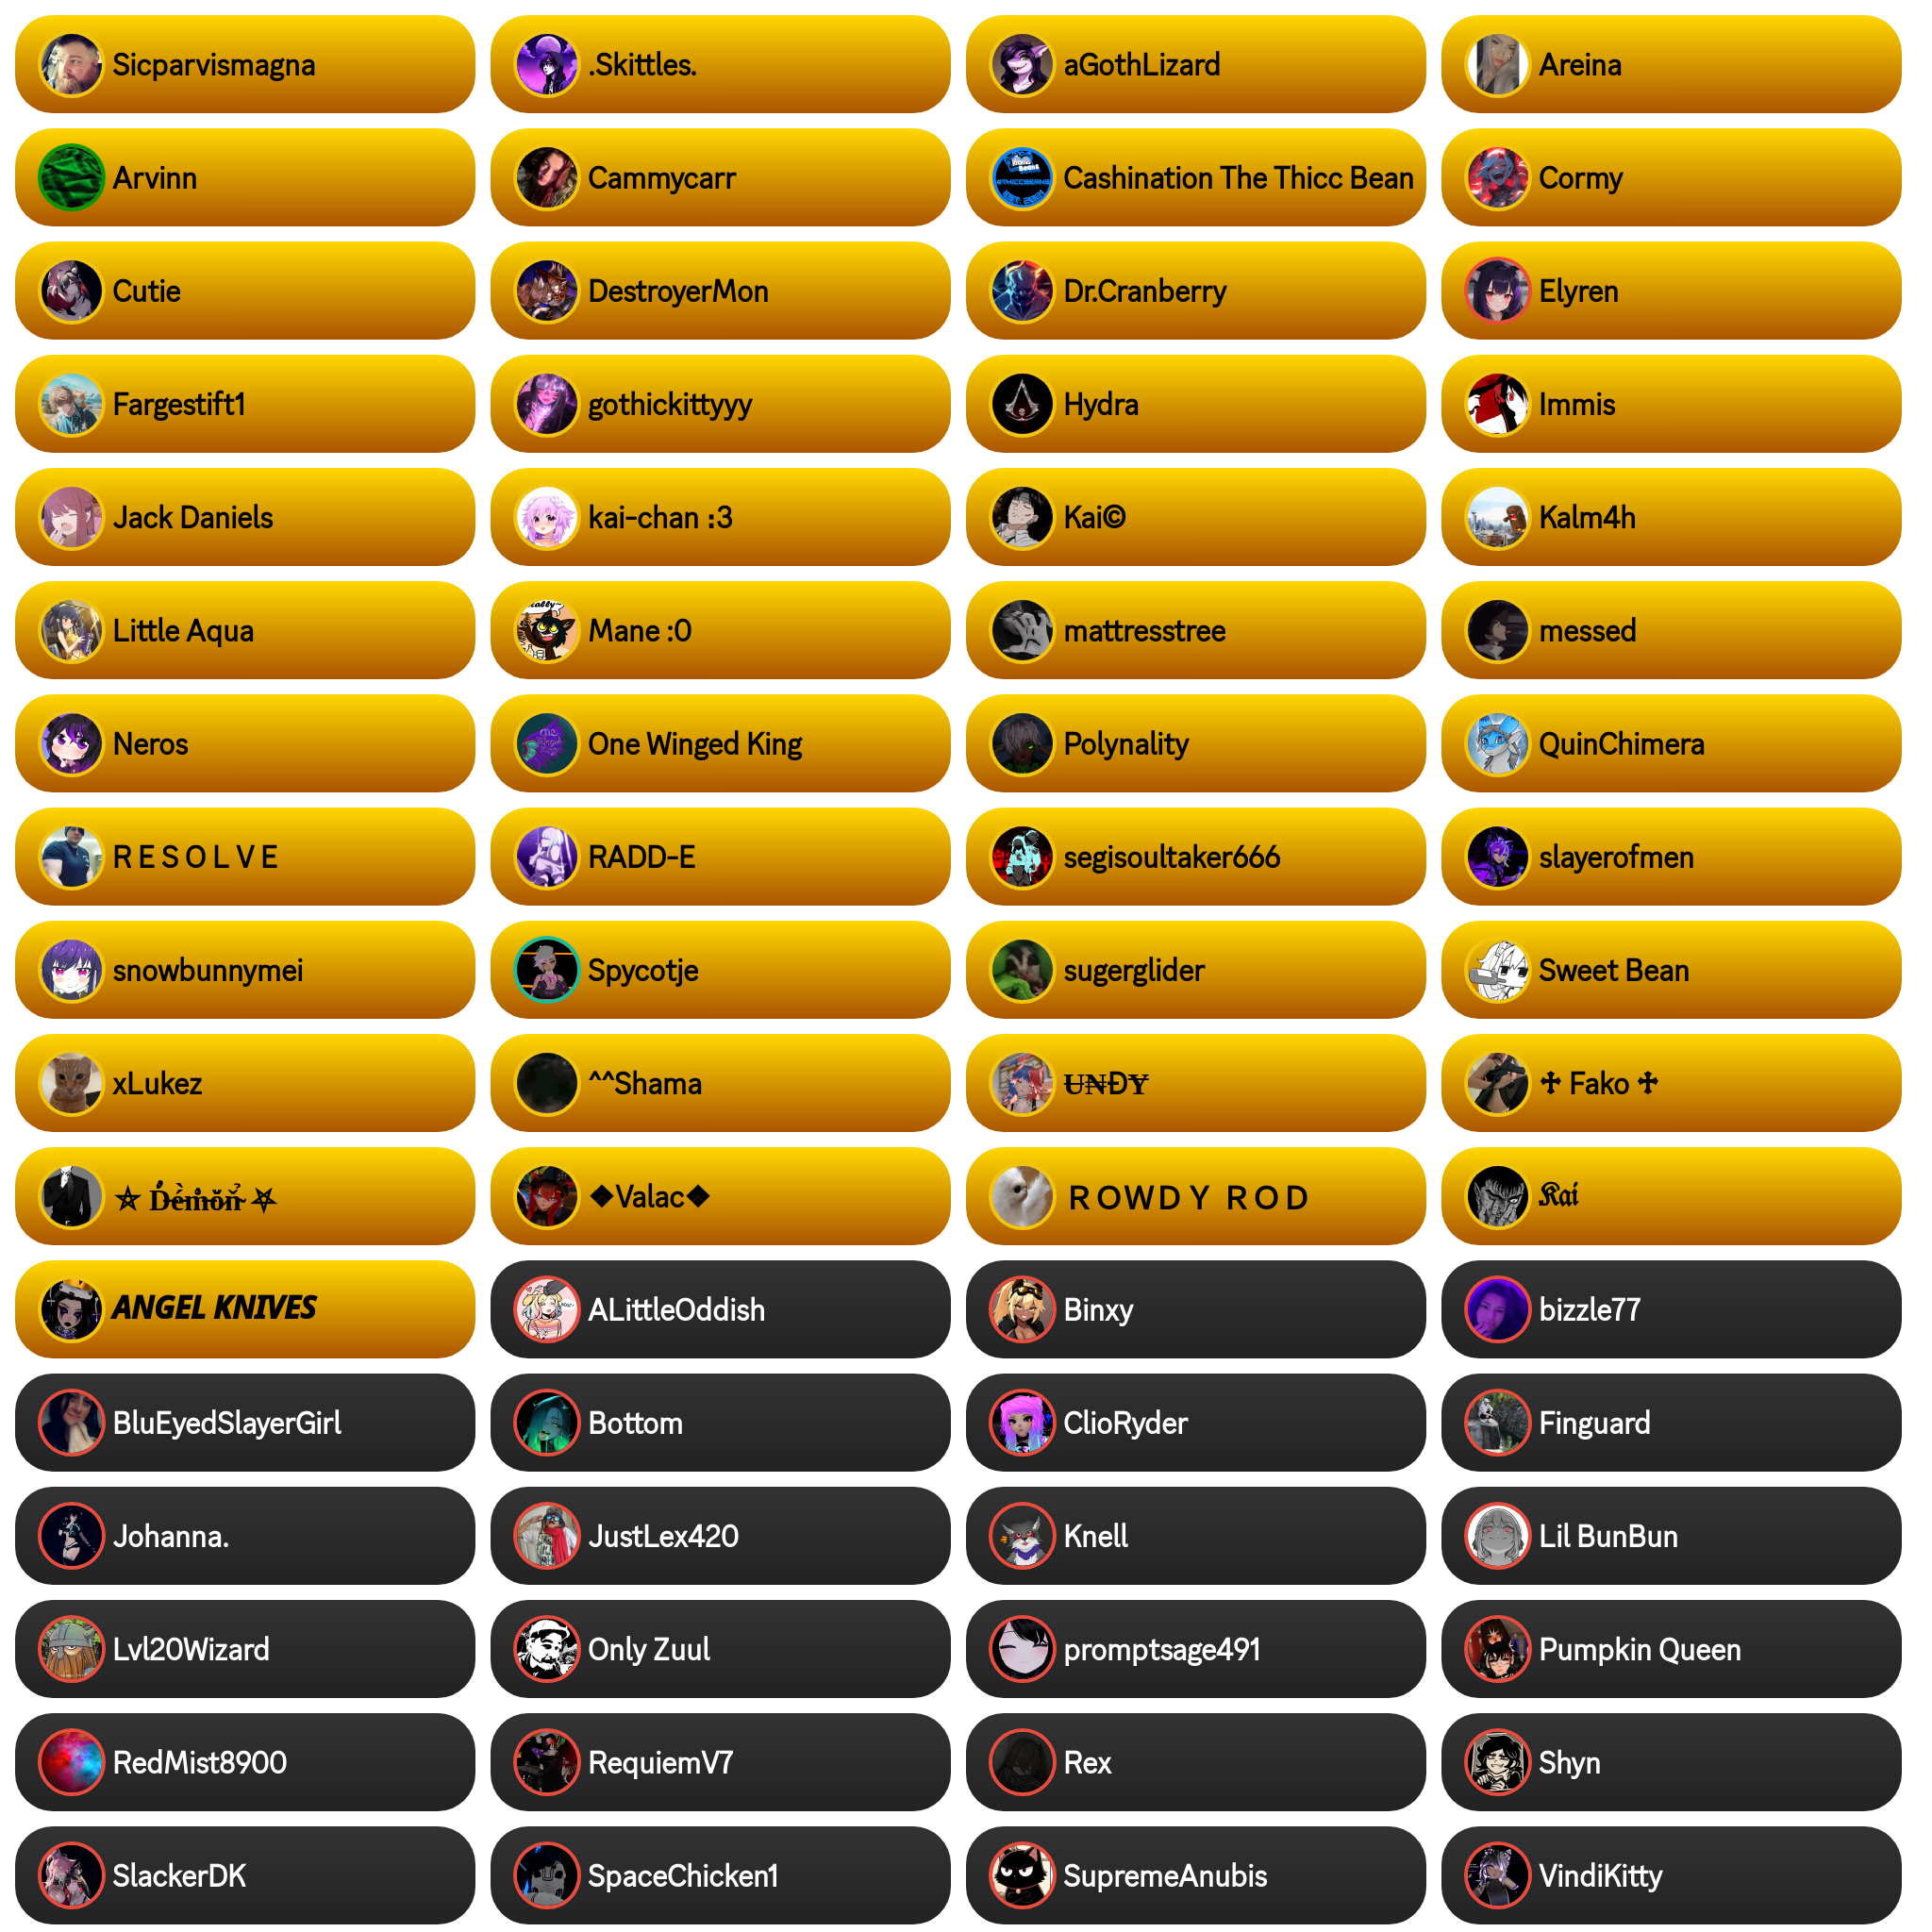 Sicparvismagna
.Skittles.
aGothLizard
Areina
Arvinn
Cammycarr
Cashination The Thicc Bean
Cormy
Cutie
DestroyerMon
Dr.Cranberry
Elyren
Fargestift1
gothickittyyy
Hydra
Immis
Jack Daniels
kai-chan :3
Kai©
Kalm4h
Little Aqua
Mane :0
mattresstree
messed
Neros
One Winged King
Polynality
QuinChimera
R E S O L V E
RADD-E
segisoultaker666
slayerofmen
snowbunnymei
Spycotje
sugerglider
Sweet Bean
xLukez
^^Shama
U̶N̶D̶Y̶
♱ Fako ♱
⛤ D̶é̶m̶o̶n̶ ⛧
◆Valac◆
ＲＯＷＤＹ ＲＯＤ
𝕶𝖆𝖎
ANGEL KNIVES
ALittleOddish
Binxy
bizzle77
BluEyedSlayerGirl
Bottom
ClioRyder
Finguard
Johanna.
JustLex420
Knell
Lil BunBun
Lvl20Wizard
Only Zuul
promptsage491
Pumpkin Queen
RedMist8900
RequiemV7
Rex
Shyn
SlackerDK
SpaceChicken1
SupremeAnubis
VindiKitty